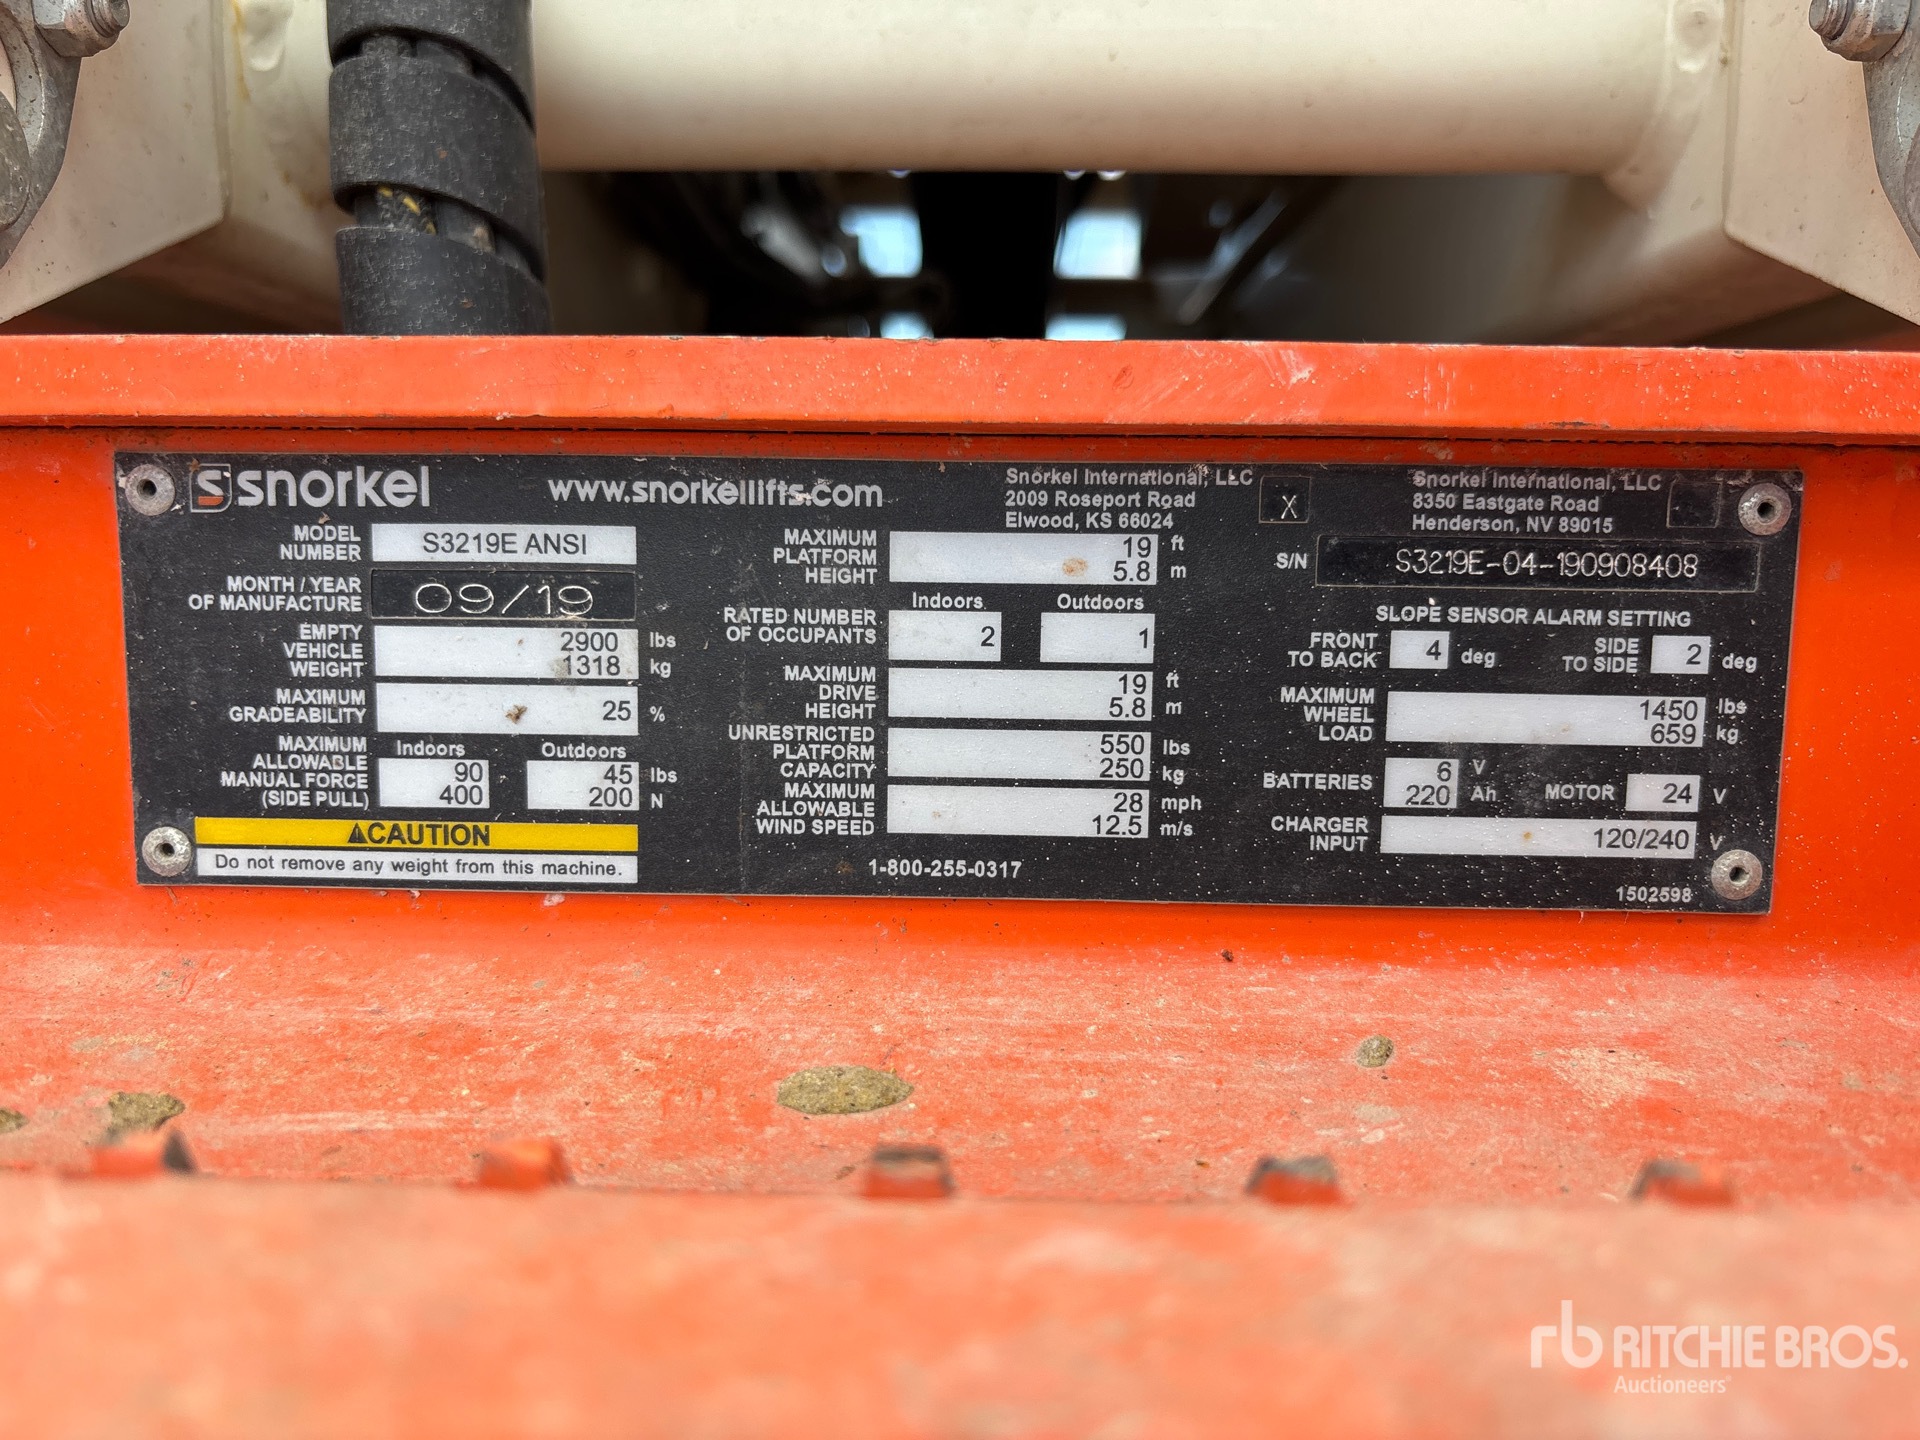 snorkel
www.snorkellifts.com
Snorkel International, LLC
2009 Roseport Road
Elwood, KS 66024
X
Snorkel International, LLC
8350 Eastgate Road
Henderson, NV 89015
MODEL
NUMBER
S3219E ANSI
MONTH / YEAR
OF MANUFACTURE
09/19
EMPTY
VEHICLE
WEIGHT
2900 lbs
1318 kg
MAXIMUM
GRADEABILITY
25 %
MAXIMUM
ALLOWABLE
MANUAL FORCE
(SIDE PULL)
Indoors Outdoors
90 45 lbs
400 200 N
⚠CAUTION
Do not remove any weight from this machine.
MAXIMUM
PLATFORM
HEIGHT
19 ft
5.8 m
RATED NUMBER
OF OCCUPANTS
Indoors Outdoors
2 1
MAXIMUM
DRIVE
HEIGHT
19 ft
5.8 m
UNRESTRICTED
PLATFORM
CAPACITY
550 lbs
250 kg
MAXIMUM
ALLOWABLE
WIND SPEED
28 mph
12.5 m/s
1-800-255-0317
S/N S3219E-04-190908408
SLOPE SENSOR ALARM SETTING
FRONT
TO BACK
4 deg
SIDE
TO SIDE
2 deg
MAXIMUM
WHEEL
LOAD
1450 lbs
659 kg
BATTERIES
6 V
220 Ah
MOTOR 24 V
CHARGER
INPUT
120/240 V
1502598
rb RITCHIE BROS.
Auctioneers